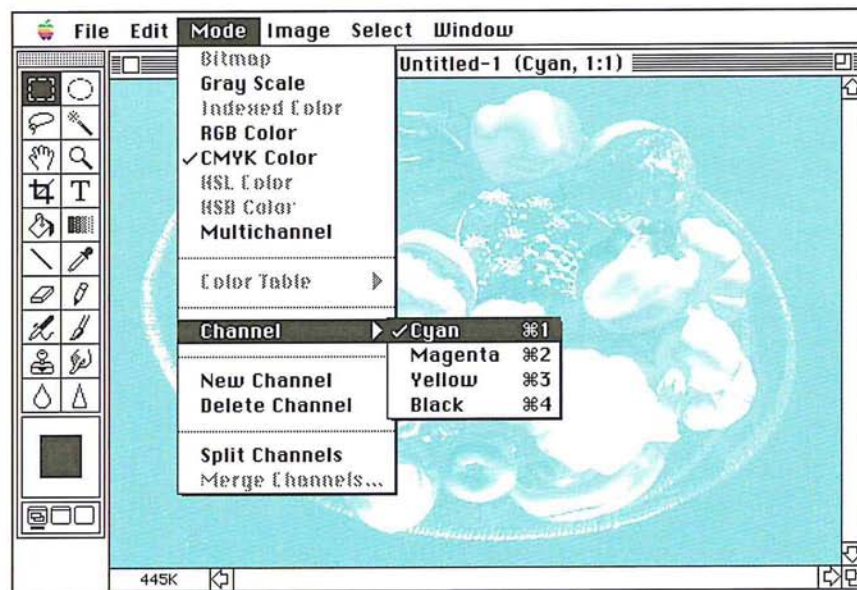 File Edit Mode Image Select Window
Untitled-1 (Cyan, 1:1)
Bitmap
Gray Scale
Indexed Color
RGB Color
✓CMYK Color
HSL Color
HSB Color
Multichannel
Color Table
Channel
✓Cyan ⌘1
Magenta ⌘2
Yellow ⌘3
Black ⌘4
New Channel
Delete Channel
Split Channels
Merge Channels...
T
445K